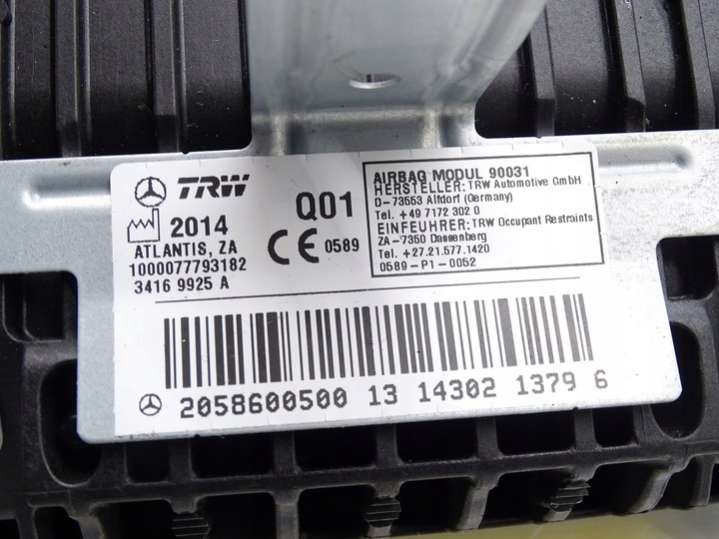 TRW
2014
ATLANTIS, ZA
1000077793182
3416 9925 A
Q01
CE 0589
AIRBAG MODUL 90031
HERSTELLER: TRW Automotive GmbH
D-73553 Alfdorf (Germany)
Tel. +49 7172 302 0
EINFEUHRER: TRW Occupant Restraints
ZA-7350 Dassenberg
Tel. +27.21.577.1420
0589-P1-0052
2058600500 13 14302 1379 6